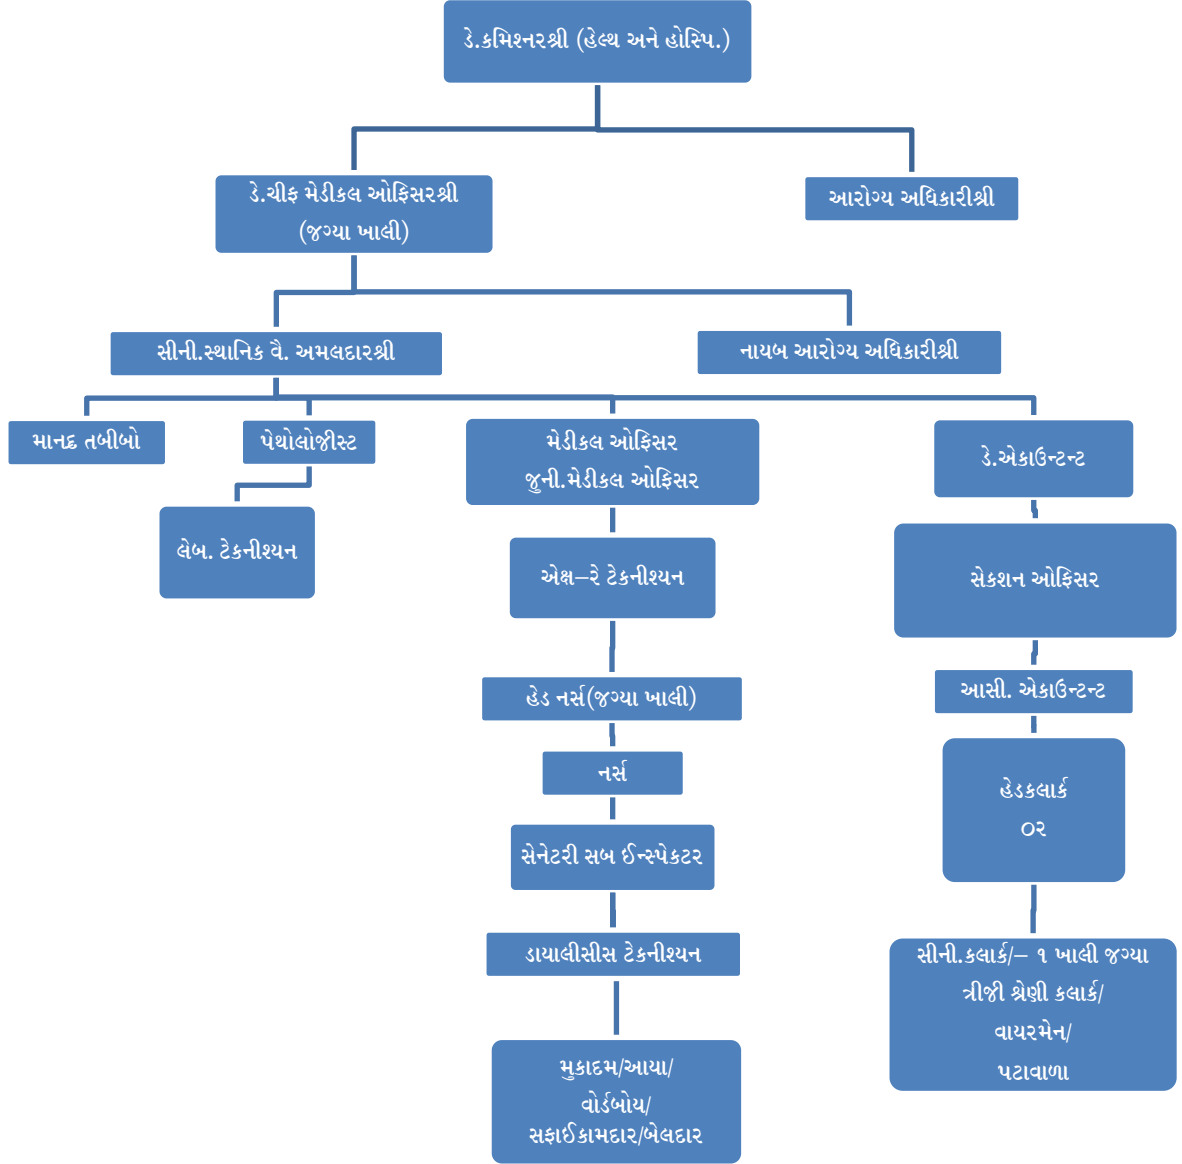 ડે.કમિશ્નરશ્રી (હેલ્થ અને હોસ્પિ.)
ડે.ચીફ મેડીકલ ઓફિસરશ્રી
(જગ્યા ખાલી)
આરોગ્ય અધિકારીશ્રી
સીની.સ્થાનિક વૈ. અમલદારશ્રી
નાયબ આરોગ્ય અધિકારીશ્રી
માનદ્દ તબીબો
પેથોલોજીસ્ટ
મેડીકલ ઓફિસર
જુની.મેડીકલ ઓફિસર
ડે.એકાઉન્ટન્ટ
લેબ. ટેકનીશ્યન
એક્ષ–રે ટેકનીશ્યન
સેકશન ઓફિસર
હેડ નર્સ(જગ્યા ખાલી)
આસી. એકાઉન્ટન્ટ
નર્સ
હેડકલાર્ક
૦૨
સેનેટરી સબ ઈન્સ્પેકટર
ડાયાલીસીસ ટેકનીશ્યન
સીની.કલાર્ક/– ૧ ખાલી જગ્યા
ત્રીજી શ્રેણી કલાર્ક/
વાયરમેન/
પટાવાળા
મુકાદમ/આયા/
વોર્ડબોય/
સફાઈકામદાર/બેલદાર